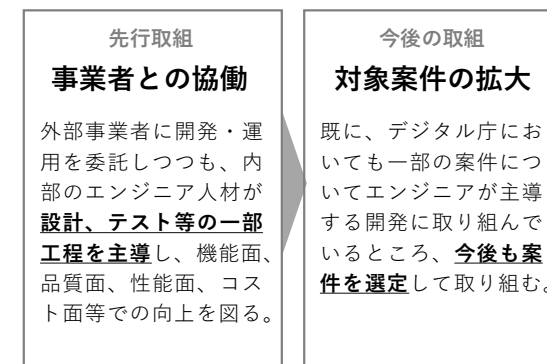 先行取組
事業者との協働
外部事業者に開発・運
用を委託しつつも、内
部のエンジニア人材が
設計、テスト等の一部
工程を主導し、機能面、
品質面、性能面、コス
ト面等での向上を図る。
今後の取組
対象案件の拡大
既に、デジタル庁にお
いても一部の案件につ
いてエンジニアが主導
する開発に取り組んで
いるところ、今後も案
件を選定して取り組む。